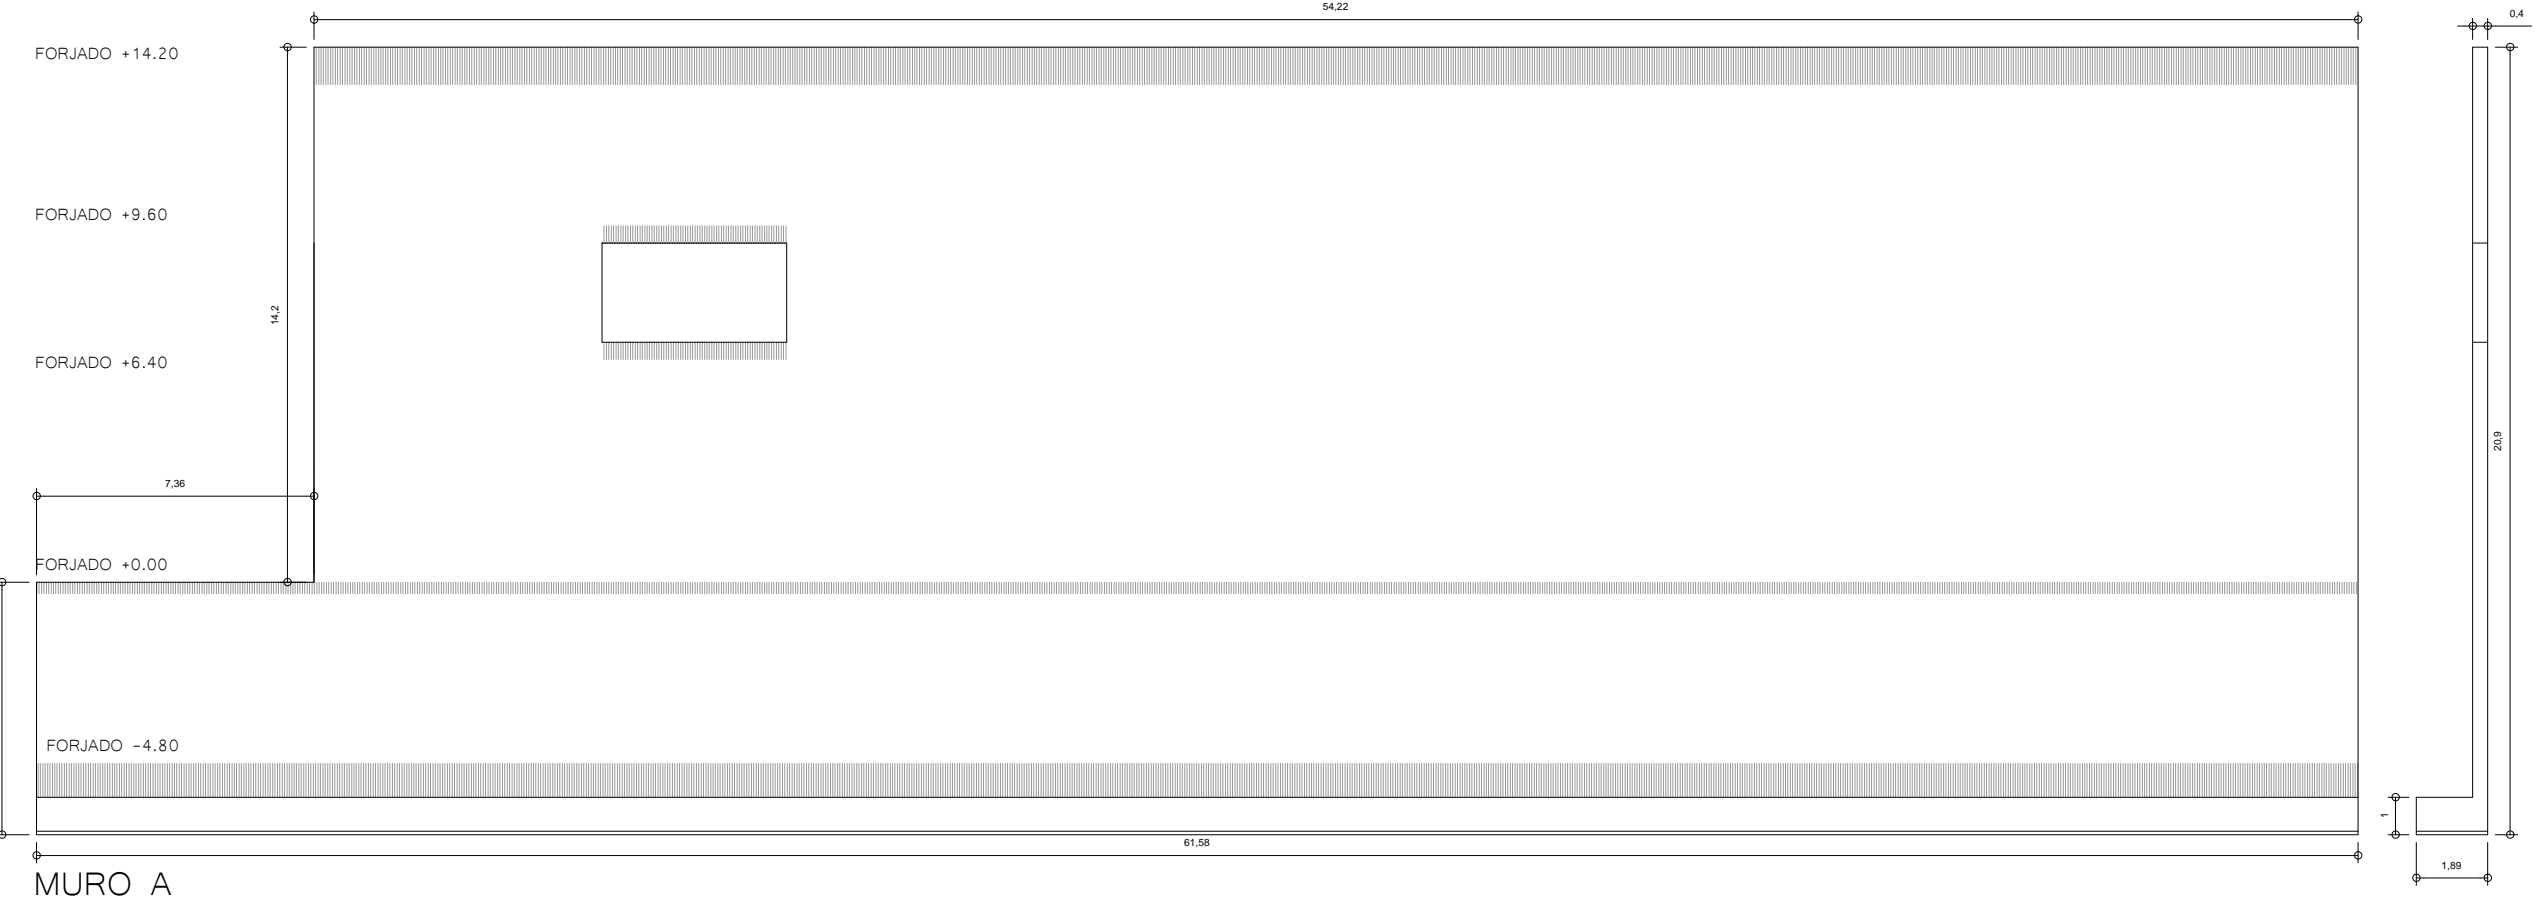 54,22
0,4
FORJADO +14.20
FORJADO +9.60
14,2
FORJADO +6.40
20,9
7,36
FORJADO +0.00
FORJADO -4.80
1
61,58
1,89
MURO A